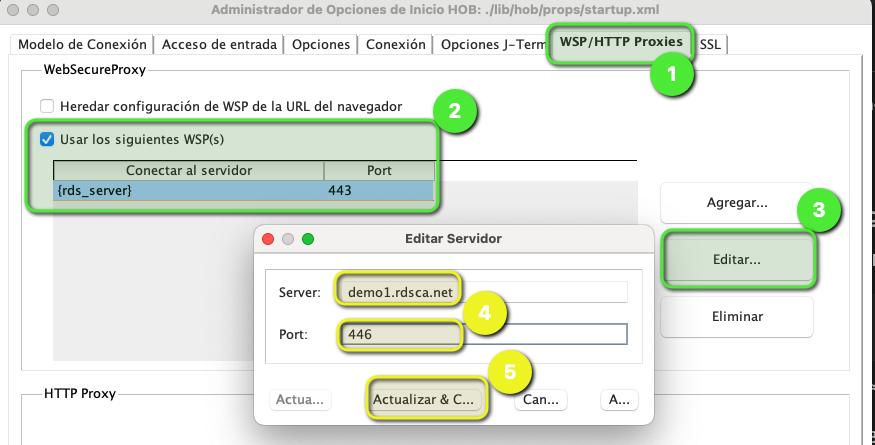 Administrador de Opciones de Inicio HOB: ./lib/hob/props/startup.xml
Modelo de Conexión Acceso de entrada Opciones Conexión Opciones J-Term WSP/HTTP Proxies SSL
1
WebSecureProxy
Heredar configuración de WSP de la URL del navegador
2
Usar los siguientes WSP(s)
Conectar al servidor Port
{rds_server} 443
Agregar...
3
Editar...
Eliminar
Editar Servidor
Server: demo1.rdsca.net
4
Port: 446
5
Actua... Actualizar & C... Can... A...
HTTP Proxy